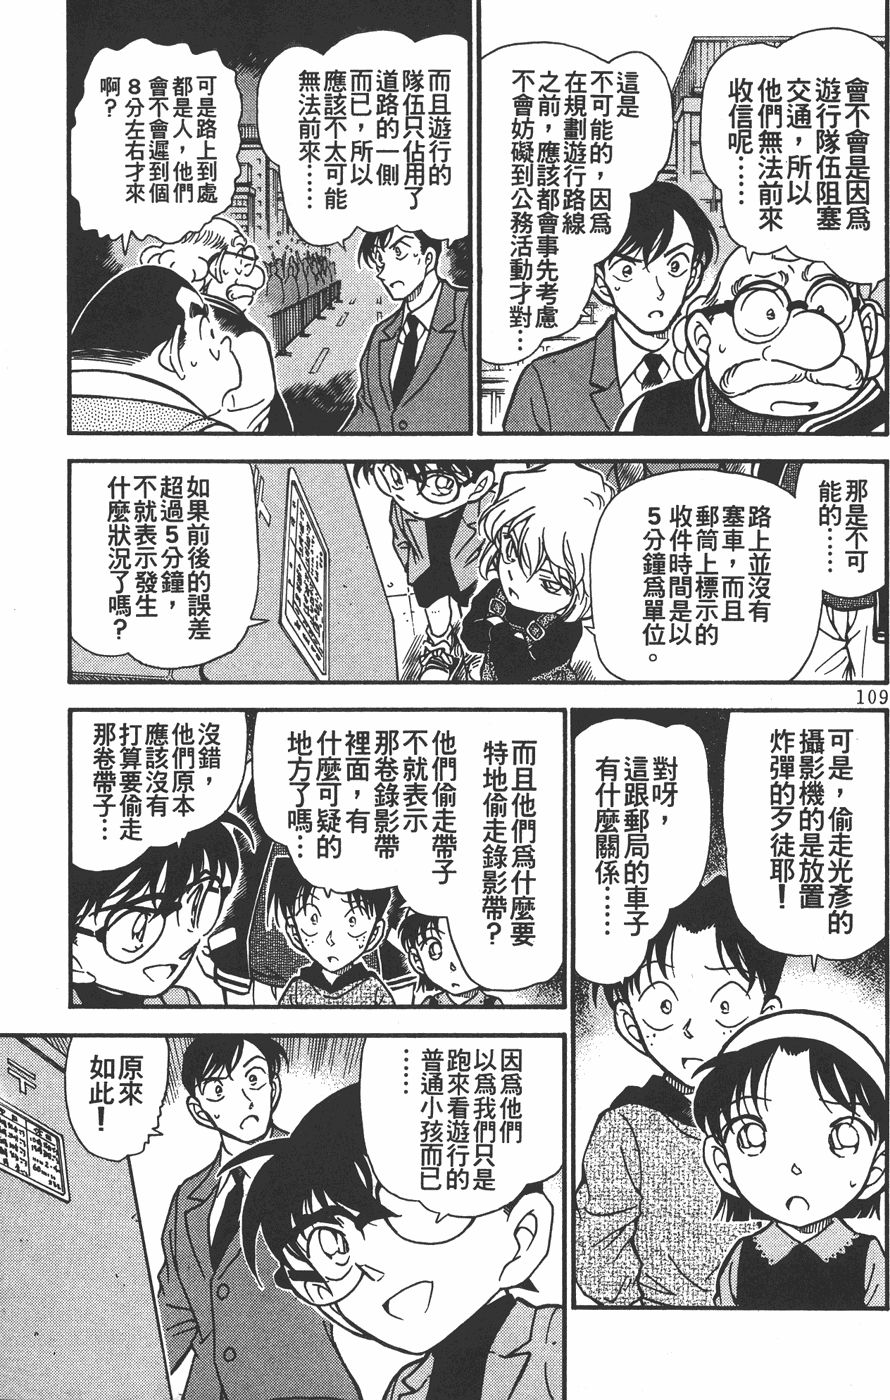 會不會是因為
遊行隊伍阻塞
交通，所以
他們無法前來
收信呢……
這是
不可能的，因為
在規劃遊行路線
之前，應該都會事先考慮
不會妨礙到公務活動才對…
而且遊行的
隊伍只佔用了
道路的一側
而已，所以
應該不太可能
無法前來……
可是路上到處
都是人，他們
會不會遲到個
8分左右才來
啊？
那是不可
能的……
路上並沒有
塞車，而且
郵筒上標示的
收件時間是以
5分鐘為單位。
如果前後的誤差
超過5分鐘，
不就表示發生
什麼狀況了嗎？
109
可是，偷走光彥的
攝影機的是放置
炸彈的歹徒耶！
對呀，
這跟郵局的車子
有什麼關係……
而且他們為什麼要
特地偷走錄影帶？
他們偷走帶子
不就表示
那卷錄影帶
裡面，有
什麼可疑的
地方了嗎…
沒錯，
他們原本
應該沒有
打算要偷走
那卷帶子…
因為他們
以為我們只是
跑來看遊行的
普通小孩而已
……
原來
如此！
〒